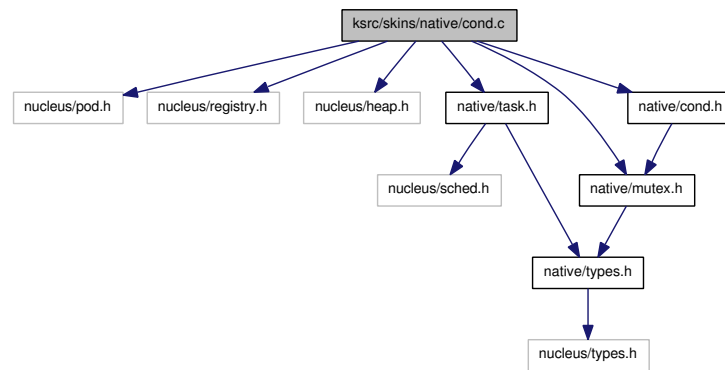 ksrc/skins/native/cond.c
nucleus/pod.h
nucleus/registry.h
nucleus/heap.h
native/task.h
native/cond.h
nucleus/sched.h
native/mutex.h
native/types.h
nucleus/types.h